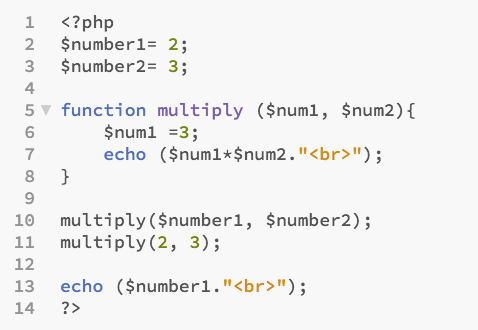 1 <?php
2 $number1= 2;
3 $number2= 3;
4
5 function multiply ($num1, $num2){
6     $num1 =3;
7     echo ($num1*$num2."<br>");
8 }
9
10 multiply($number1, $number2);
11 multiply(2, 3);
12
13 echo ($number1."<br>");
14 ?>